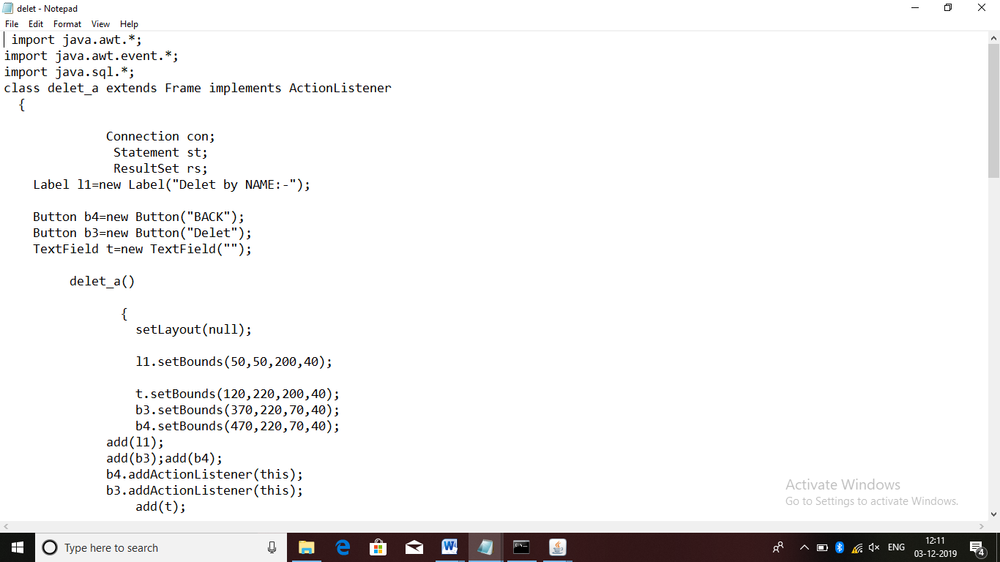 delet - Notepad
File Edit Format View Help
import java.awt.*;
import java.awt.event.*;
import java.sql.*;
class delet_a extends Frame implements ActionListener
{
Connection con;
Statement st;
ResultSet rs;
Label l1=new Label("Delet by NAME:-");
Button b4=new Button("BACK");
Button b3=new Button("Delet");
TextField t=new TextField("");
delet_a()
{
setLayout(null);
l1.setBounds(50,50,200,40);
t.setBounds(120,220,200,40);
b3.setBounds(370,220,70,40);
b4.setBounds(470,220,70,40);
add(l1);
add(b3);add(b4);
b4.addActionListener(this);
b3.addActionListener(this);
add(t);
Activate Windows
Go to Settings to activate Windows.
Type here to search
ENG
12:11
03-12-2019
4